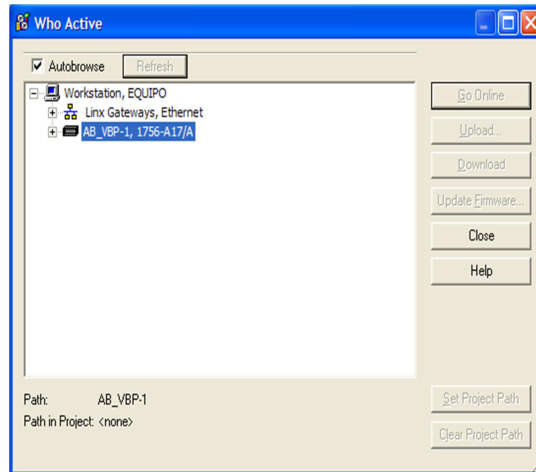 Who Active
Autobrowse
Refresh
Workstation, EQUIPO
Linx Gateways, Ethernet
AB_VBP-1, 1756-A17/A
Go Online
Upload...
Download
Update Firmware...
Close
Help
Path: AB_VBP-1
Path in Project: <none>
Set Project Path
Clear Project Path